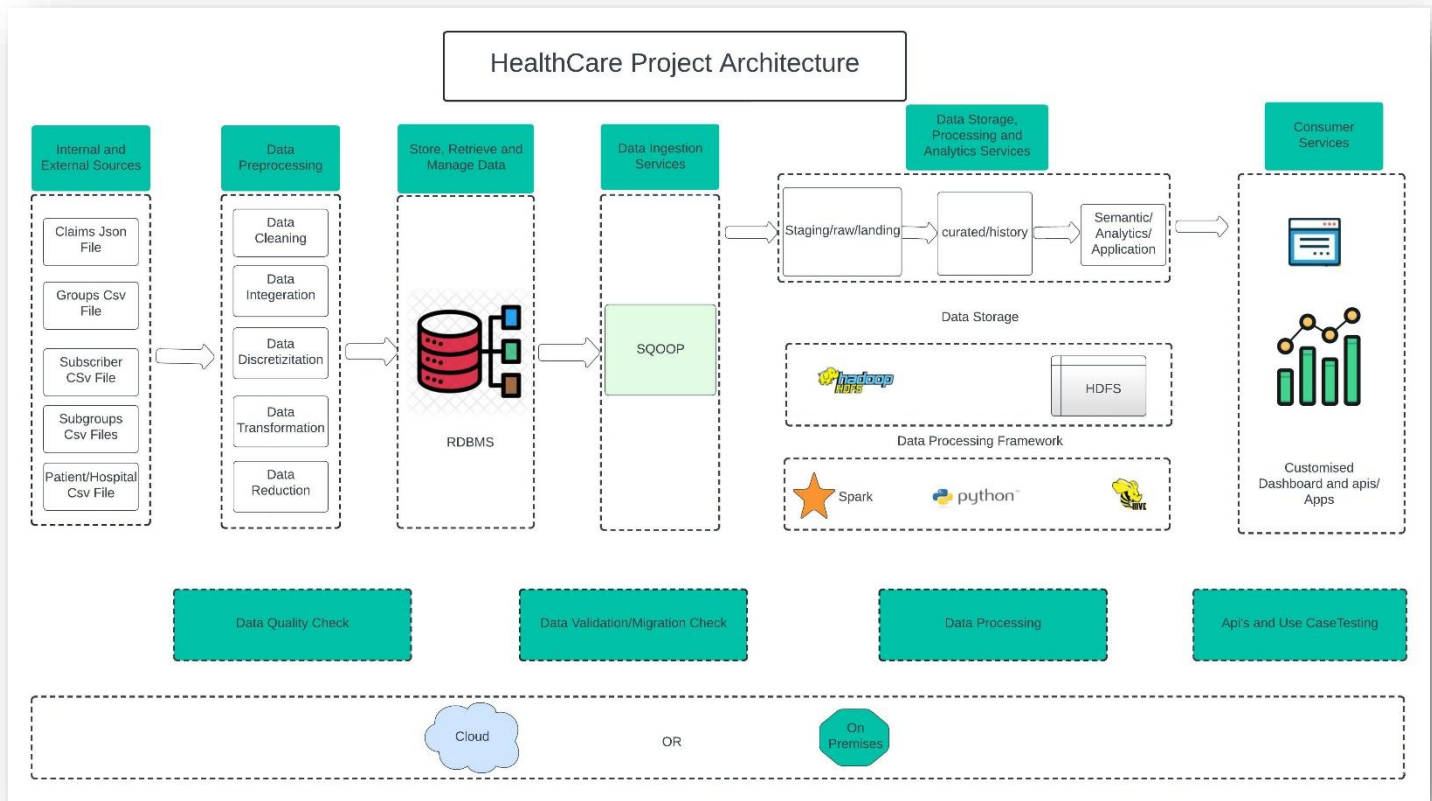 HealthCare Project Architecture
Internal and
External Sources
Claims Json
File
Groups Csv
File
Subscriber
CSv File
Subgroups
Csv Files
Patient/Hospital
Csv File
Data
Preprocessing
Data
Cleaning
Data
Integeration
Data
Discretizitation
Data
Transformation
Data
Reduction
Store, Retrieve and
Manage Data
RDBMS
Data Ingestion
Services
SQOOP
Data Storage,
Processing and
Analytics Services
Staging/raw/landing
curated/history
Semantic/
Analytics/
Application
Data Storage
hadoop
HDFS
HDFS
Data Processing Framework
Spark
python
HIVE
Consumer
Services
Customised
Dashboard and apis/
Apps
Data Quality Check
Data Validation/Migration Check
Data Processing
Api's and Use CaseTesting
Cloud
OR
On
Premises